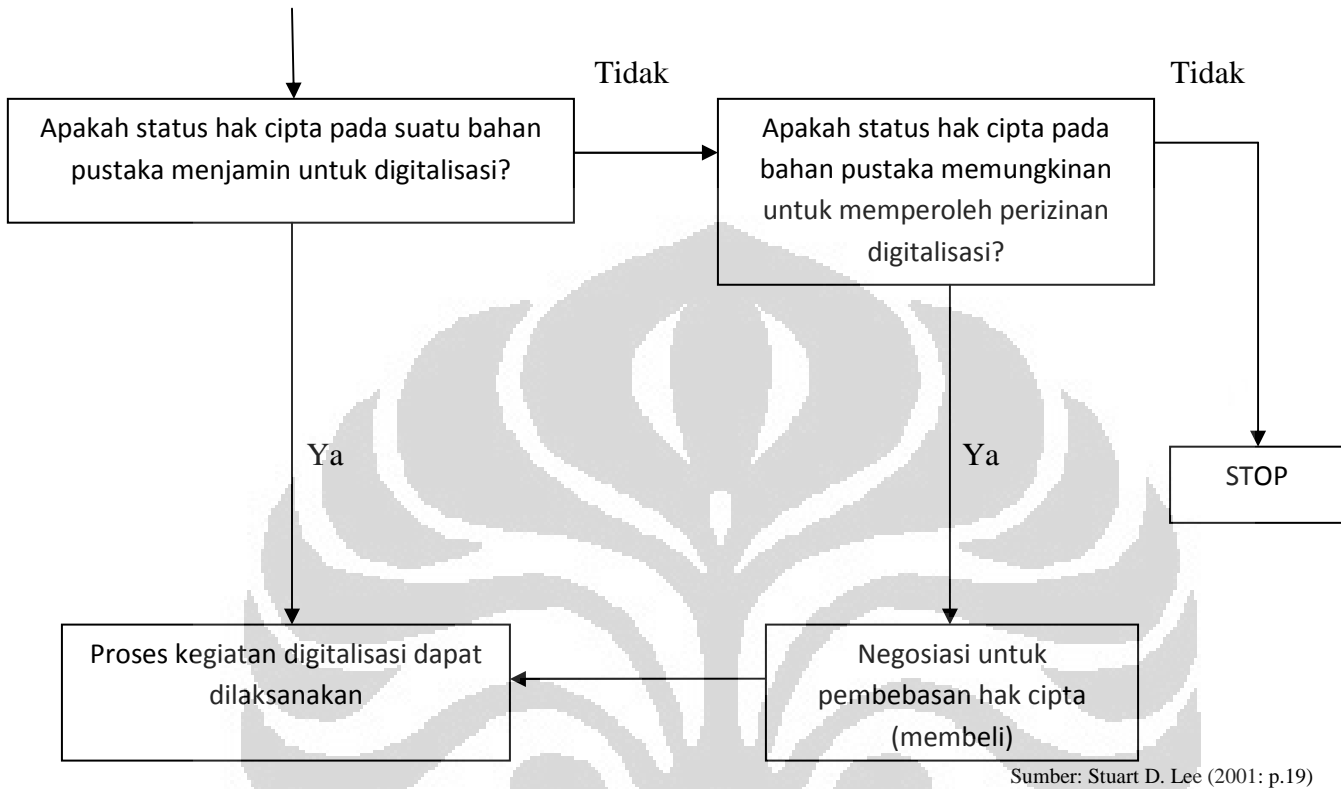 Tidak
Tidak
Apakah status hak cipta pada suatu bahan
pustaka menjamin untuk digitalisasi?
Apakah status hak cipta pada
bahan pustaka memungkinan
untuk memperoleh perizinan
digitalisasi?
Ya
Ya
STOP
Proses kegiatan digitalisasi dapat
dilaksanakan
Negosiasi untuk
pembebasan hak cipta
(membeli)
Sumber: Stuart D. Lee (2001: p.19)